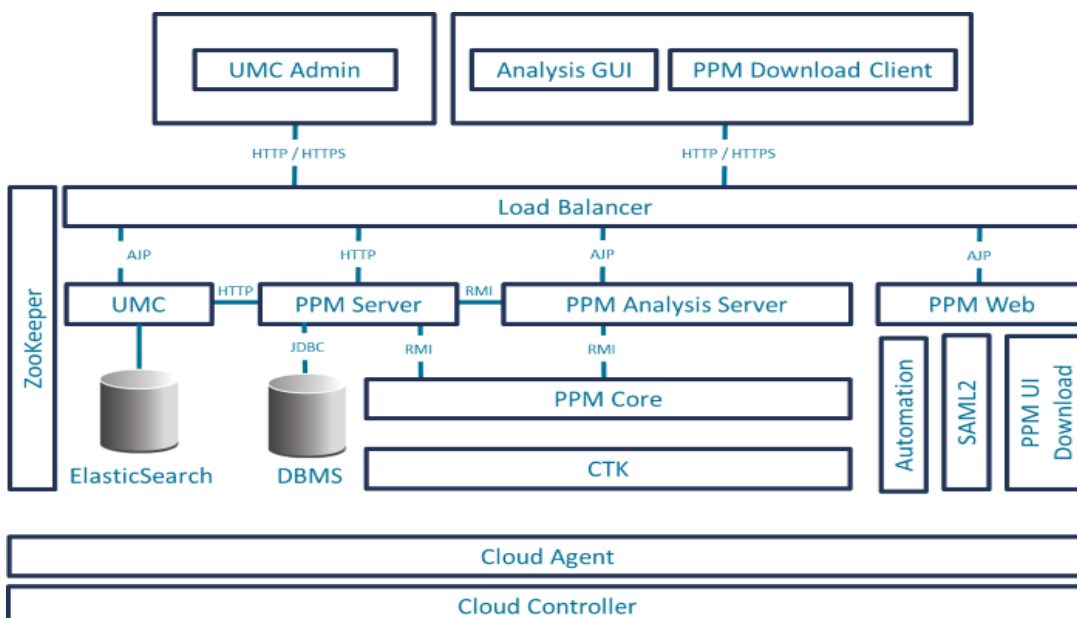 UMC Admin
Analysis GUI
PPM Download Client
HTTP / HTTPS
HTTP / HTTPS
Load Balancer
AJP
HTTP
AJP
AJP
ZooKeeper
UMC
HTTP
PPM Server
RMI
PPM Analysis Server
PPM Web
JDBC
RMI
RMI
PPM Core
Automation
SAML2
PPM UI
Download
ElasticSearch
DBMS
CTK
Cloud Agent
Cloud Controller